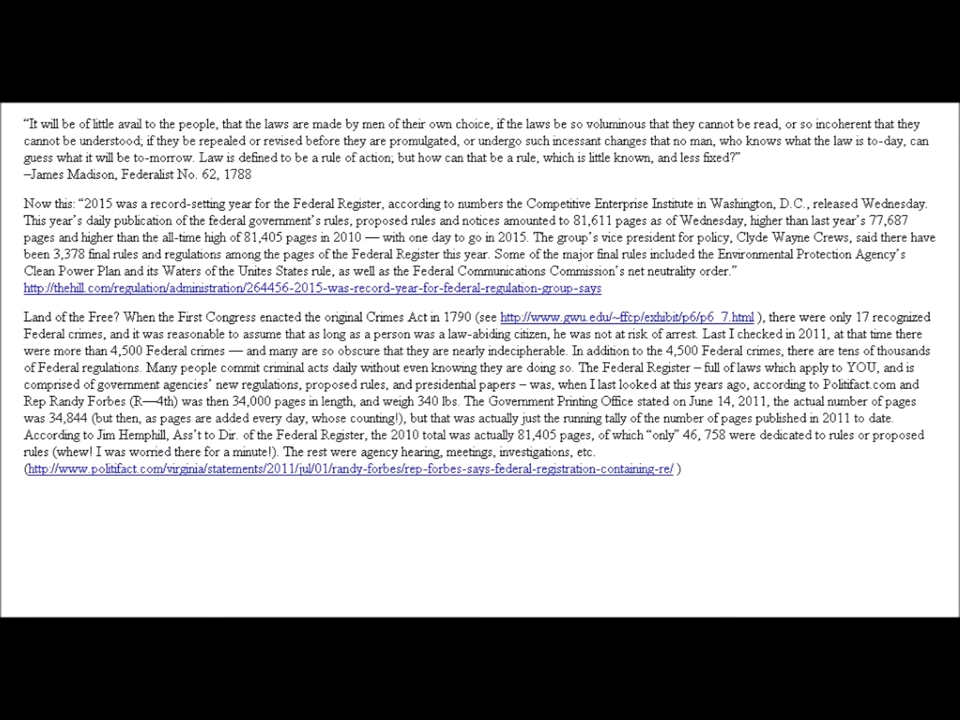 “It will be of little avail to the people, that the laws are made by men of their own choice, if the laws be so voluminous that they cannot be read, or so incoherent that they
cannot be understood; if they be repealed or revised before they are promulgated, or undergo such incessant changes that no man, who knows what the law is to-day, can
guess what it will be to-morrow. Law is defined to be a rule of action; but how can that be a rule, which is little known, and less fixed?”
–James Madison, Federalist No. 62, 1788
Now this: “2015 was a record-setting year for the Federal Register, according to numbers the Competitive Enterprise Institute in Washington, D.C., released Wednesday.
This year’s daily publication of the federal government’s rules, proposed rules and notices amounted to 81,611 pages as of Wednesday, higher than last year’s 77,687
pages and higher than the all-time high of 81,405 pages in 2010 — with one day to go in 2015. The group’s vice president for policy, Clyde Wayne Crews, said there have
been 3,378 final rules and regulations among the pages of the Federal Register this year. Some of the major final rules included the Environmental Protection Agency’s
Clean Power Plan and its Waters of the Unites States rule, as well as the Federal Communications Commission’s net neutrality order.”
http://thehill.com/regulation/administration/264456-2015-was-record-year-for-federal-regulation-group-says
Land of the Free? When the First Congress enacted the original Crimes Act in 1790 (see http://www.gwu.edu/~ffcp/exhibit/p6/p6_7.html ), there were only 17 recognized
Federal crimes, and it was reasonable to assume that as long as a person was a law-abiding citizen, he was not at risk of arrest. Last I checked in 2011, at that time there
were more than 4,500 Federal crimes — and many are so obscure that they are nearly indecipherable. In addition to the 4,500 Federal crimes, there are tens of thousands
of Federal regulations. Many people commit criminal acts daily without even knowing they are doing so. The Federal Register – full of laws which apply to YOU, and is
comprised of government agencies’ new regulations, proposed rules, and presidential papers – was, when I last looked at this years ago, according to Politifact.com and
Rep Randy Forbes (R—4th) was then 34,000 pages in length, and weigh 340 lbs. The Government Printing Office stated on June 14, 2011, the actual number of pages
was 34,844 (but then, as pages are added every day, whose counting!), but that was actually just the running tally of the number of pages published in 2011 to date.
According to Jim Hemphill, Ass’t to Dir. of the Federal Register, the 2010 total was actually 81,405 pages, of which “only” 46, 758 were dedicated to rules or proposed
rules (whew! I was worried there for a minute!). The rest were agency hearing, meetings, investigations, etc.
(http://www.politifact.com/virginia/statements/2011/jul/01/randy-forbes/rep-forbes-says-federal-registration-containing-re/ )